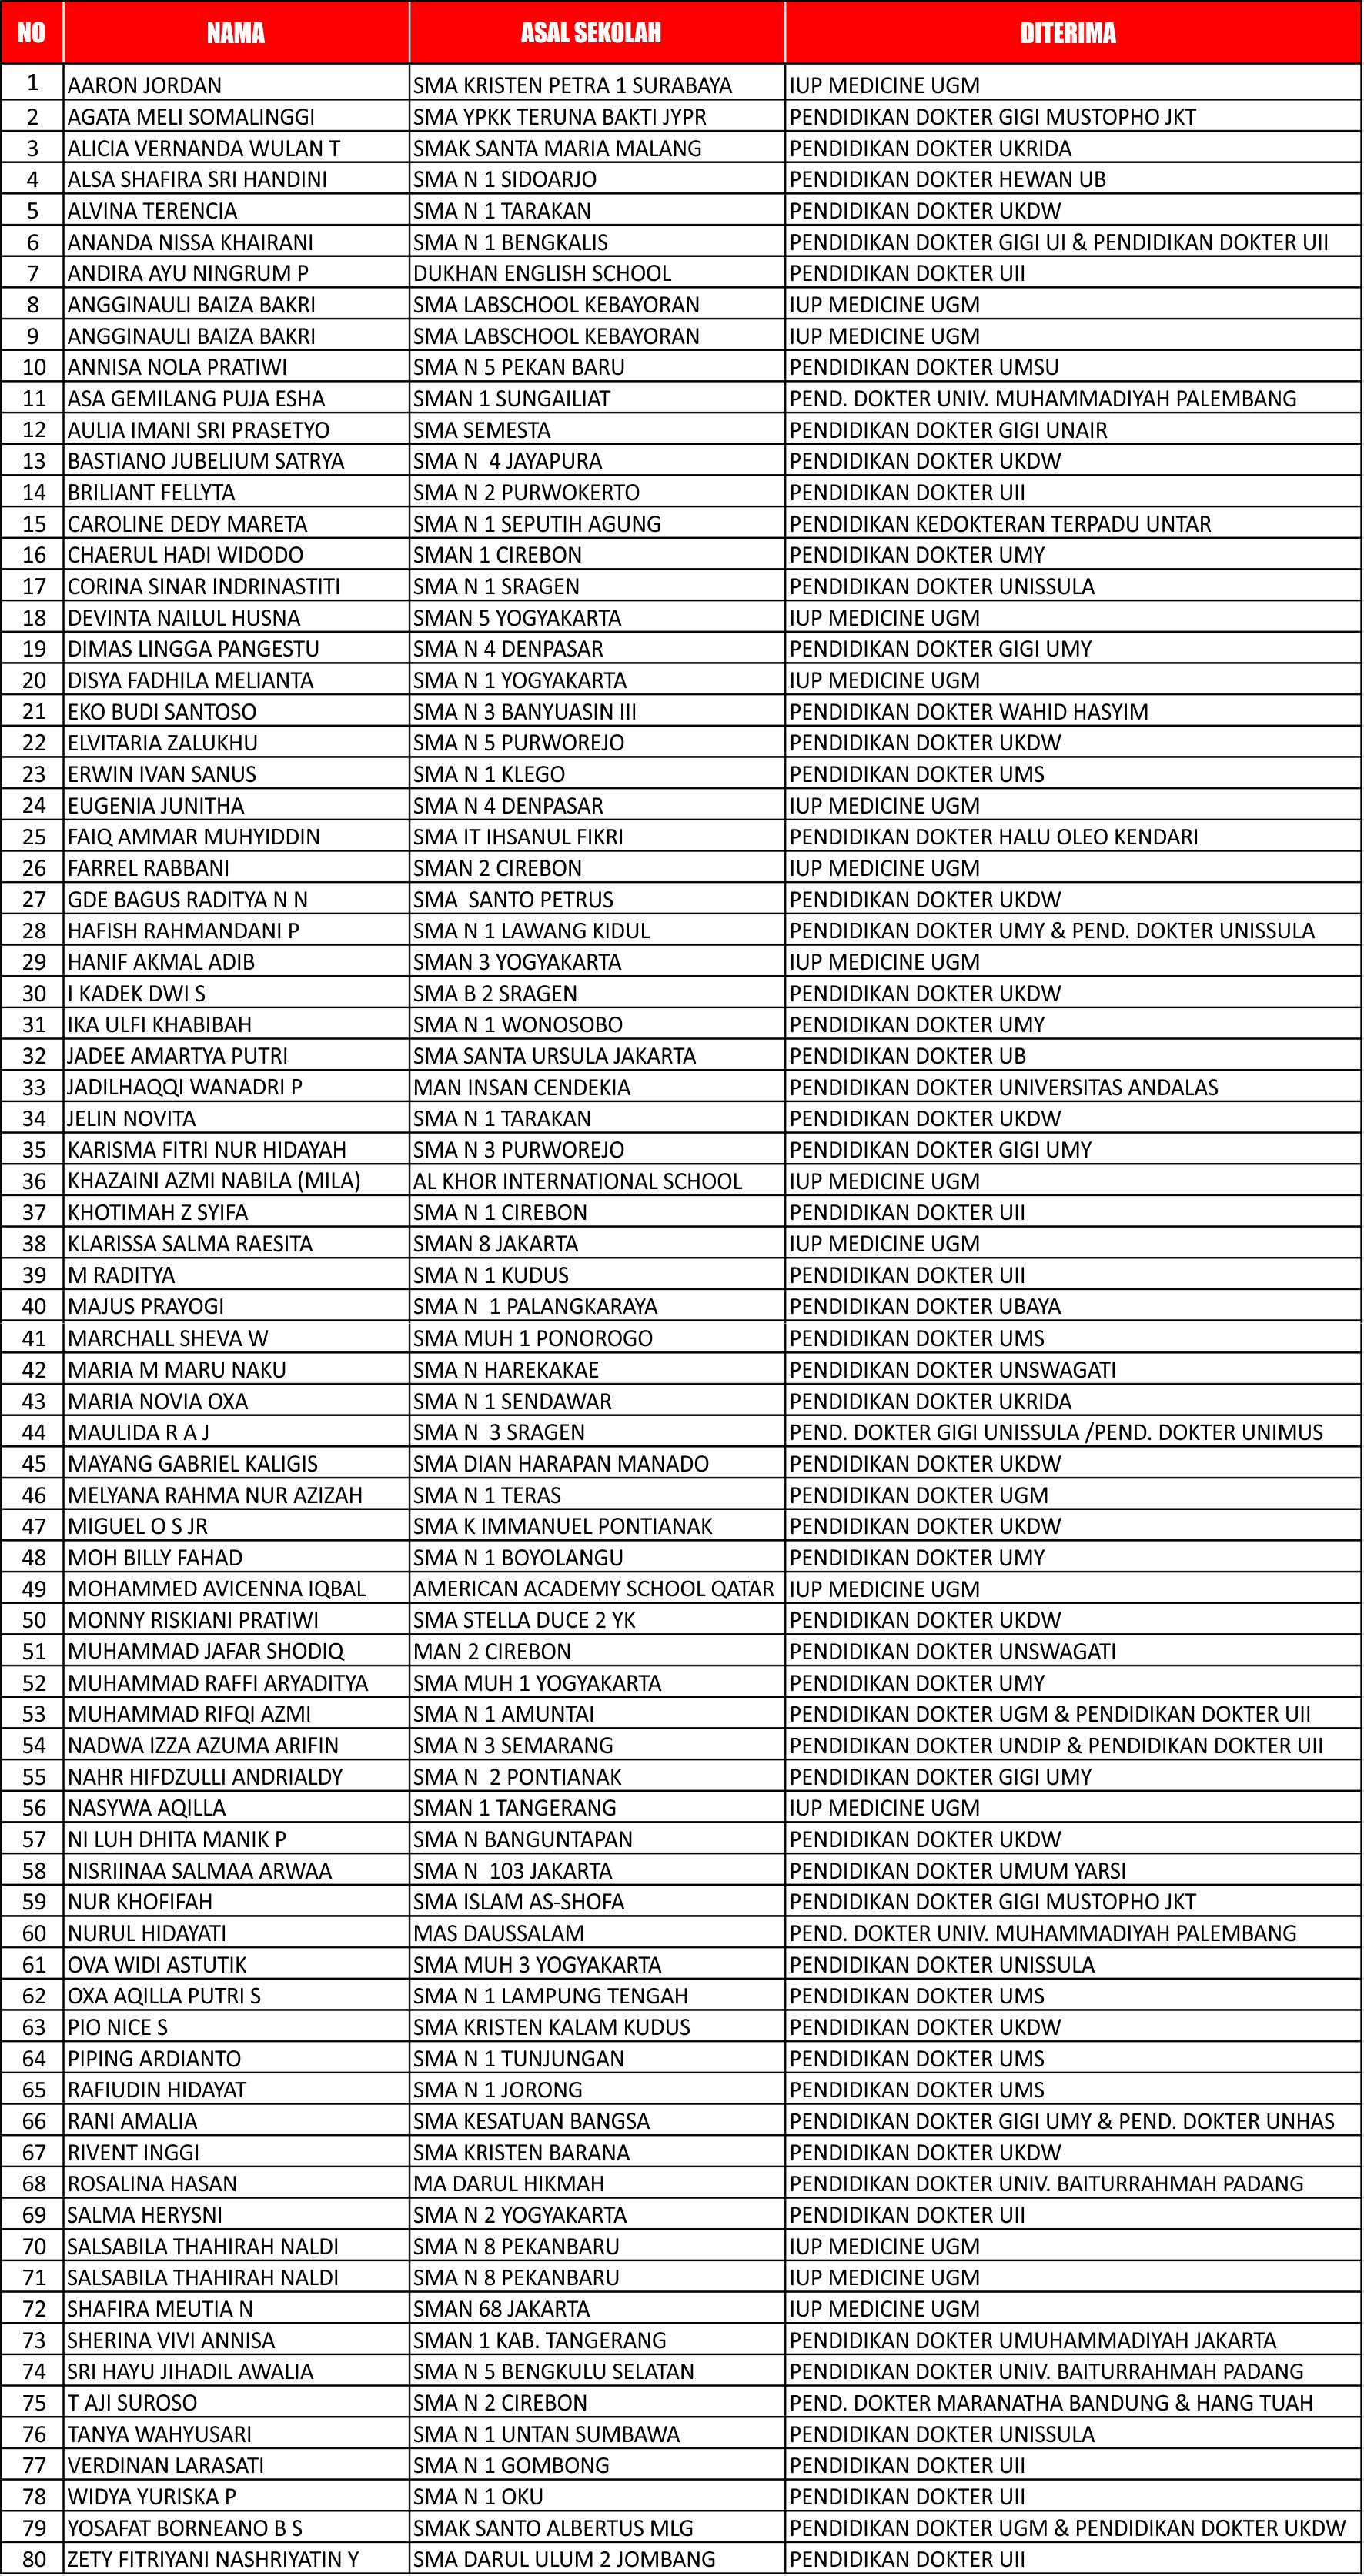 NO NAMA ASAL SEKOLAH DITERIMA
1 AARON JORDAN SMA KRISTEN PETRA 1 SURABAYA IUP MEDICINE UGM
2 AGATA MELI SOMALINGGI SMA YPKK TERUNA BAKTI JYPR PENDIDIKAN DOKTER GIGI MUSTOPHO JKT
3 ALICIA VERNANDA WULAN T SMAK SANTA MARIA MALANG PENDIDIKAN DOKTER UKRIDA
4 ALSA SHAFIRA SRI HANDINI SMA N 1 SIDOARJO PENDIDIKAN DOKTER HEWAN UB
5 ALVINA TERENCIA SMA N 1 TARAKAN PENDIDIKAN DOKTER UKDW
6 ANANDA NISSA KHAIRANI SMA N 1 BENGKALIS PENDIDIKAN DOKTER GIGI UI & PENDIDIKAN DOKTER UII
7 ANDIRA AYU NINGRUM P DUKHAN ENGLISH SCHOOL PENDIDIKAN DOKTER UII
8 ANGGINAULI BAIZA BAKRI SMA LABSCHOOL KEBAYORAN IUP MEDICINE UGM
9 ANGGINAULI BAIZA BAKRI SMA LABSCHOOL KEBAYORAN IUP MEDICINE UGM
10 ANNISA NOLA PRATIWI SMA N 5 PEKAN BARU PENDIDIKAN DOKTER UMSU
11 ASA GEMILANG PUJA ESHA SMAN 1 SUNGAILIAT PEND. DOKTER UNIV. MUHAMMADIYAH PALEMBANG
12 AULIA IMANI SRI PRASETYO SMA SEMESTA PENDIDIKAN DOKTER GIGI UNAIR
13 BASTIANO JUBELIUM SATRYA SMA N 4 JAYAPURA PENDIDIKAN DOKTER UKDW
14 BRILIANT FELLYTA SMA N 2 PURWOKERTO PENDIDIKAN DOKTER UII
15 CAROLINE DEDY MARETA SMA N 1 SEPUTIH AGUNG PENDIDIKAN KEDOKTERAN TERPADU UNTAR
16 CHAERUL HADI WIDODO SMAN 1 CIREBON PENDIDIKAN DOKTER UMY
17 CORINA SINAR INDRINASTITI SMA N 1 SRAGEN PENDIDIKAN DOKTER UNISSULA
18 DEVINTA NAILUL HUSNA SMAN 5 YOGYAKARTA IUP MEDICINE UGM
19 DIMAS LINGGA PANGESTU SMA N 4 DENPASAR PENDIDIKAN DOKTER GIGI UMY
20 DISYA FADHILA MELIANTA SMA N 1 YOGYAKARTA IUP MEDICINE UGM
21 EKO BUDI SANTOSO SMA N 3 BANYUASIN III PENDIDIKAN DOKTER WAHID HASYIM
22 ELVITARIA ZALUKHU SMA N 5 PURWOREJO PENDIDIKAN DOKTER UKDW
23 ERWIN IVAN SANUS SMA N 1 KLEGO PENDIDIKAN DOKTER UMS
24 EUGENIA JUNITHA SMA N 4 DENPASAR IUP MEDICINE UGM
25 FAIQ AMMAR MUHYIDDIN SMA IT IHSANUL FIKRI PENDIDIKAN DOKTER HALU OLEO KENDARI
26 FARREL RABBANI SMAN 2 CIREBON IUP MEDICINE UGM
27 GDE BAGUS RADITYA N N SMA SANTO PETRUS PENDIDIKAN DOKTER UKDW
28 HAFISH RAHMANDANI P SMA N 1 LAWANG KIDUL PENDIDIKAN DOKTER UMY & PEND. DOKTER UNISSULA
29 HANIF AKMAL ADIB SMAN 3 YOGYAKARTA IUP MEDICINE UGM
30 I KADEK DWI S SMA B 2 SRAGEN PENDIDIKAN DOKTER UKDW
31 IKA ULFI KHABIBAH SMA N 1 WONOSOBO PENDIDIKAN DOKTER UMY
32 JADEE AMARTYA PUTRI SMA SANTA URSULA JAKARTA PENDIDIKAN DOKTER UB
33 JADILHAQQI WANADRI P MAN INSAN CENDEKIA PENDIDIKAN DOKTER UNIVERSITAS ANDALAS
34 JELIN NOVITA SMA N 1 TARAKAN PENDIDIKAN DOKTER UKDW
35 KARISMA FITRI NUR HIDAYAH SMA N 3 PURWOREJO PENDIDIKAN DOKTER GIGI UMY
36 KHAZAINI AZMI NABILA (MILA) AL KHOR INTERNATIONAL SCHOOL IUP MEDICINE UGM
37 KHOTIMAH Z SYIFA SMA N 1 CIREBON PENDIDIKAN DOKTER UII
38 KLARISSA SALMA RAESITA SMAN 8 JAKARTA IUP MEDICINE UGM
39 M RADITYA SMA N 1 KUDUS PENDIDIKAN DOKTER UII
40 MAJUS PRAYOGI SMA N 1 PALANGKARAYA PENDIDIKAN DOKTER UBAYA
41 MARCHALL SHEVA W SMA MUH 1 PONOROGO PENDIDIKAN DOKTER UMS
42 MARIA M MARU NAKU SMA N HAREKAKAE PENDIDIKAN DOKTER UNSWAGATI
43 MARIA NOVIA OXA SMA N 1 SENDAWAR PENDIDIKAN DOKTER UKRIDA
44 MAULIDA R A J SMA N 3 SRAGEN PEND. DOKTER GIGI UNISSULA /PEND. DOKTER UNIMUS
45 MAYANG GABRIEL KALIGIS SMA DIAN HARAPAN MANADO PENDIDIKAN DOKTER UKDW
46 MELYANA RAHMA NUR AZIZAH SMA N 1 TERAS PENDIDIKAN DOKTER UGM
47 MIGUEL O S JR SMA K IMMANUEL PONTIANAK PENDIDIKAN DOKTER UKDW
48 MOH BILLY FAHAD SMA N 1 BOYOLANGU PENDIDIKAN DOKTER UMY
49 MOHAMMED AVICENNA IQBAL AMERICAN ACADEMY SCHOOL QATAR IUP MEDICINE UGM
50 MONNY RISKIANI PRATIWI SMA STELLA DUCE 2 YK PENDIDIKAN DOKTER UKDW
51 MUHAMMAD JAFAR SHODIQ MAN 2 CIREBON PENDIDIKAN DOKTER UNSWAGATI
52 MUHAMMAD RAFFI ARYADITYA SMA MUH 1 YOGYAKARTA PENDIDIKAN DOKTER UMY
53 MUHAMMAD RIFQI AZMI SMA N 1 AMUNTAI PENDIDIKAN DOKTER UGM & PENDIDIKAN DOKTER UII
54 NADWA IZZA AZUMA ARIFIN SMA N 3 SEMARANG PENDIDIKAN DOKTER UNDIP & PENDIDIKAN DOKTER UII
55 NAHR HIFDZULLI ANDRIALDY SMA N 2 PONTIANAK PENDIDIKAN DOKTER GIGI UMY
56 NASYWA AQILLA SMAN 1 TANGERANG IUP MEDICINE UGM
57 NI LUH DHITA MANIK P SMA N BANGUNTAPAN PENDIDIKAN DOKTER UKDW
58 NISRIINAA SALMAA ARWAA SMA N 103 JAKARTA PENDIDIKAN DOKTER UMUM YARSI
59 NUR KHOFIFAH SMA ISLAM AS-SHOFA PENDIDIKAN DOKTER GIGI MUSTOPHO JKT
60 NURUL HIDAYATI MAS DAUSSALAM PEND. DOKTER UNIV. MUHAMMADIYAH PALEMBANG
61 OVA WIDI ASTUTIK SMA MUH 3 YOGYAKARTA PENDIDIKAN DOKTER UNISSULA
62 OXA AQILLA PUTRI S SMA N 1 LAMPUNG TENGAH PENDIDIKAN DOKTER UMS
63 PIO NICE S SMA KRISTEN KALAM KUDUS PENDIDIKAN DOKTER UKDW
64 PIPING ARDIANTO SMA N 1 TUNJUNGAN PENDIDIKAN DOKTER UMS
65 RAFIUDIN HIDAYAT SMA N 1 JORONG PENDIDIKAN DOKTER UMS
66 RANI AMALIA SMA KESATUAN BANGSA PENDIDIKAN DOKTER GIGI UMY & PEND. DOKTER UNHAS
67 RIVENT INGGI SMA KRISTEN BARANA PENDIDIKAN DOKTER UKDW
68 ROSALINA HASAN MA DARUL HIKMAH PENDIDIKAN DOKTER UNIV. BAITURRAHMAH PADANG
69 SALMA HERYSNI SMA N 2 YOGYAKARTA PENDIDIKAN DOKTER UII
70 SALSABILA THAHIRAH NALDI SMA N 8 PEKANBARU IUP MEDICINE UGM
71 SALSABILA THAHIRAH NALDI SMA N 8 PEKANBARU IUP MEDICINE UGM
72 SHAFIRA MEUTIA N SMAN 68 JAKARTA IUP MEDICINE UGM
73 SHERINA VIVI ANNISA SMAN 1 KAB. TANGERANG PENDIDIKAN DOKTER UMUHAMMADIYAH JAKARTA
74 SRI HAYU JIHADIL AWALIA SMA N 5 BENGKULU SELATAN PENDIDIKAN DOKTER UNIV. BAITURRAHMAH PADANG
75 T AJI SUROSO SMA N 2 CIREBON PEND. DOKTER MARANATHA BANDUNG & HANG TUAH
76 TANYA WAHYUSARI SMA N 1 UNTAN SUMBAWA PENDIDIKAN DOKTER UNISSULA
77 VERDINAN LARASATI SMA N 1 GOMBONG PENDIDIKAN DOKTER UII
78 WIDYA YURISKA P SMA N 1 OKU PENDIDIKAN DOKTER UII
79 YOSAFAT BORNEANO B S SMAK SANTO ALBERTUS MLG PENDIDIKAN DOKTER UGM & PENDIDIKAN DOKTER UKDW
80 ZETY FITRIYANI NASHRIYATIN Y SMA DARUL ULUM 2 JOMBANG PENDIDIKAN DOKTER UII